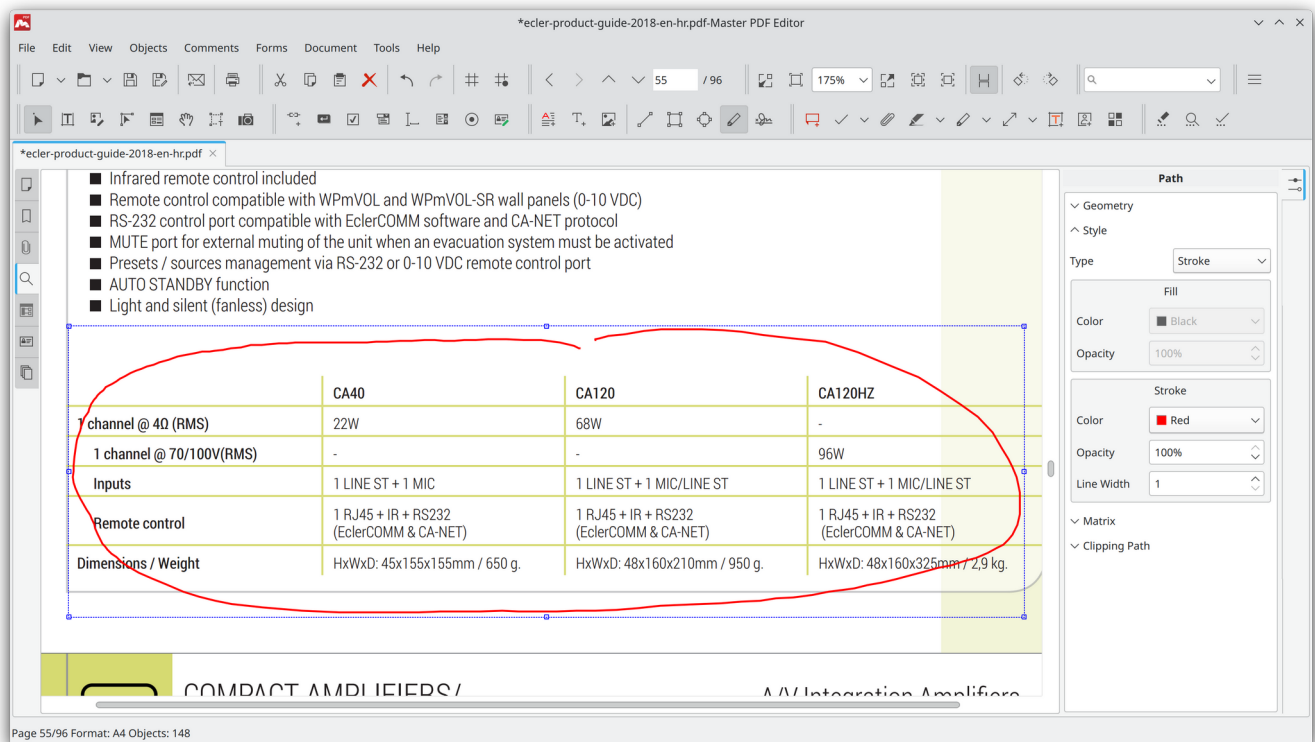 *ecler-product-guide-2018-en-hr.pdf-Master PDF Editor
File Edit View Objects Comments Forms Document Tools Help
55 / 96 175%
*ecler-product-guide-2018-en-hr.pdf
Infrared remote control included
Remote control compatible with WPmVOL and WPmVOL-SR wall panels (0-10 VDC)
RS-232 control port compatible with EclerCOMM software and CA-NET protocol
MUTE port for external muting of the unit when an evacuation system must be activated
Presets / sources management via RS-232 or 0-10 VDC remote control port
AUTO STANDBY function
Light and silent (fanless) design
CA40 CA120 CA120HZ
1 channel @ 4Ω (RMS) 22W 68W -
1 channel @ 70/100V(RMS) - - 96W
Inputs 1 LINE ST + 1 MIC 1 LINE ST + 1 MIC/LINE ST 1 LINE ST + 1 MIC/LINE ST
Remote control 1 RJ45 + IR + RS232 1 RJ45 + IR + RS232 1 RJ45 + IR + RS232
(EclerCOMM & CA-NET) (EclerCOMM & CA-NET) (EclerCOMM & CA-NET)
Dimensions / Weight HxWxD: 45x155x155mm / 650 g. HxWxD: 48x160x210mm / 950 g. HxWxD: 48x160x325mm / 2,9 kg.
COMPACT AMPLIFIERS/ A/V Integration Amplifiers
Path
Geometry
Style
Type Stroke
Fill
Color Black
Opacity 100%
Stroke
Color Red
Opacity 100%
Line Width 1
Matrix
Clipping Path
Page 55/96 Format: A4 Objects: 148